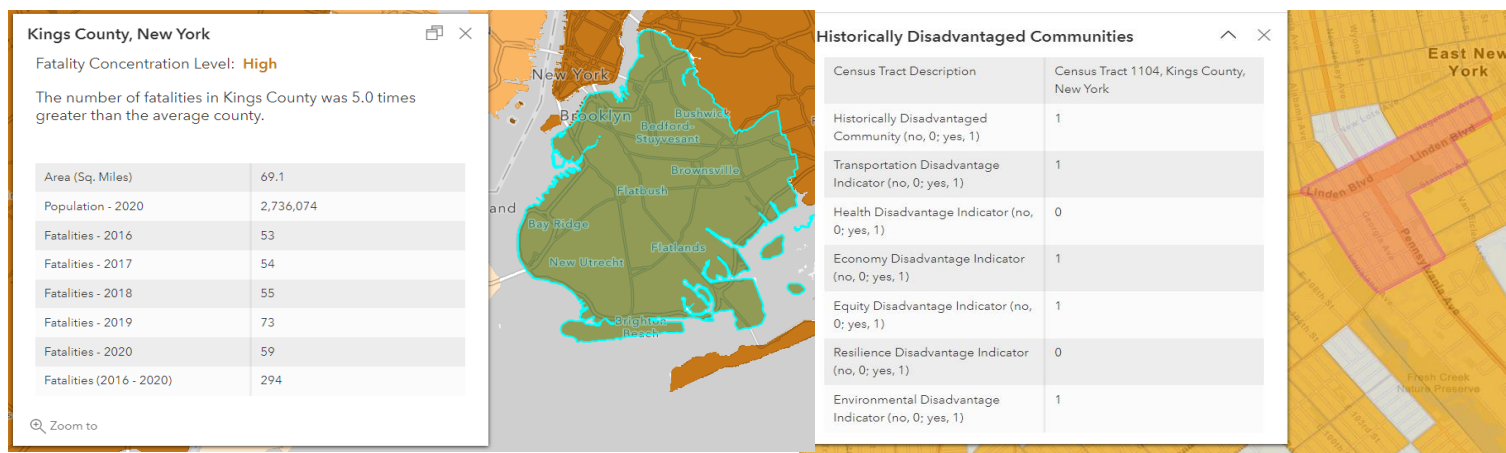 Kings County, New York
Fatality Concentration Level: High
The number of fatalities in Kings County was 5.0 times
greater than the average county.
Area (Sq. Miles) 69.1
Population - 2020 2,736,074
Fatalities - 2016 53
Fatalities - 2017 54
Fatalities - 2018 55
Fatalities - 2019 73
Fatalities - 2020 59
Fatalities (2016 - 2020) 294
Zoom to
New York
Brooklyn
Bushwick
Bedford-
Stuyvesant
Brownsville
Flatbush
and
Bay Ridge
Flatlands
New Utrecht
Brighton
Beach
Historically Disadvantaged Communities
Census Tract Description Census Tract 1104, Kings County,
New York
Historically Disadvantaged 1
Community (no, 0; yes, 1)
Transportation Disadvantage 1
Indicator (no, 0; yes, 1)
Health Disadvantage Indicator (no, 0
0; yes, 1)
Economy Disadvantage Indicator 1
(no, 0; yes, 1)
Equity Disadvantage Indicator (no, 1
0; yes, 1)
Resilience Disadvantage Indicator 0
(no, 0; yes, 1)
Environmental Disadvantage 1
Indicator (no, 0; yes, 1)
East New
York
Linden Blvd
Linden Blvd
Pennsylvania Ave
Fresh Creek
Nature Preserve